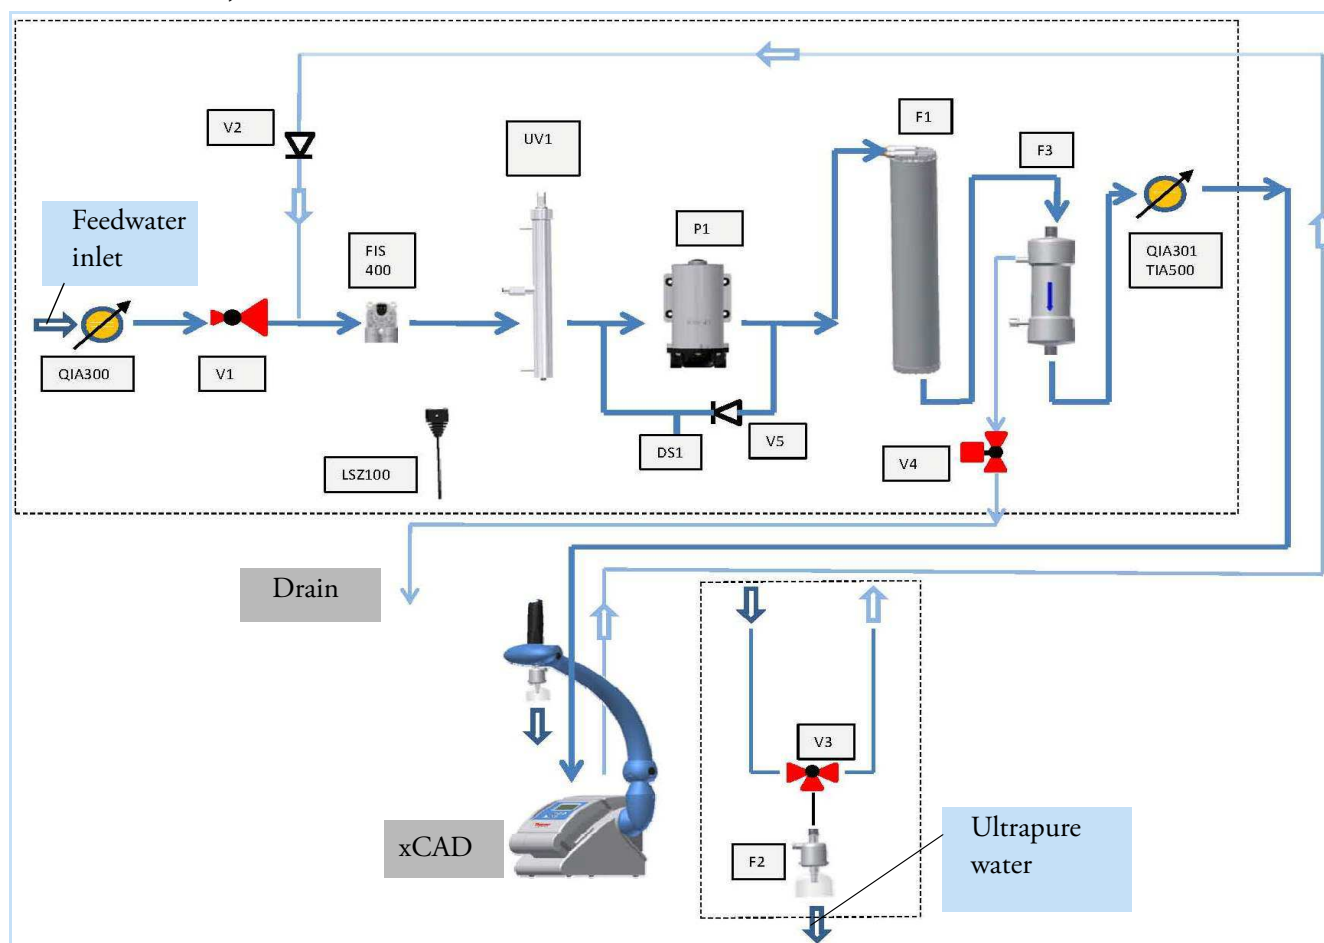 V2
UV1
F1
F3
Feedwater
inlet
FIS
400
P1
QIA301
TIA500
QIA300
V1
LSZ100
DS1
V5
V4
Drain
V3
xCAD
F2
Ultrapure
water